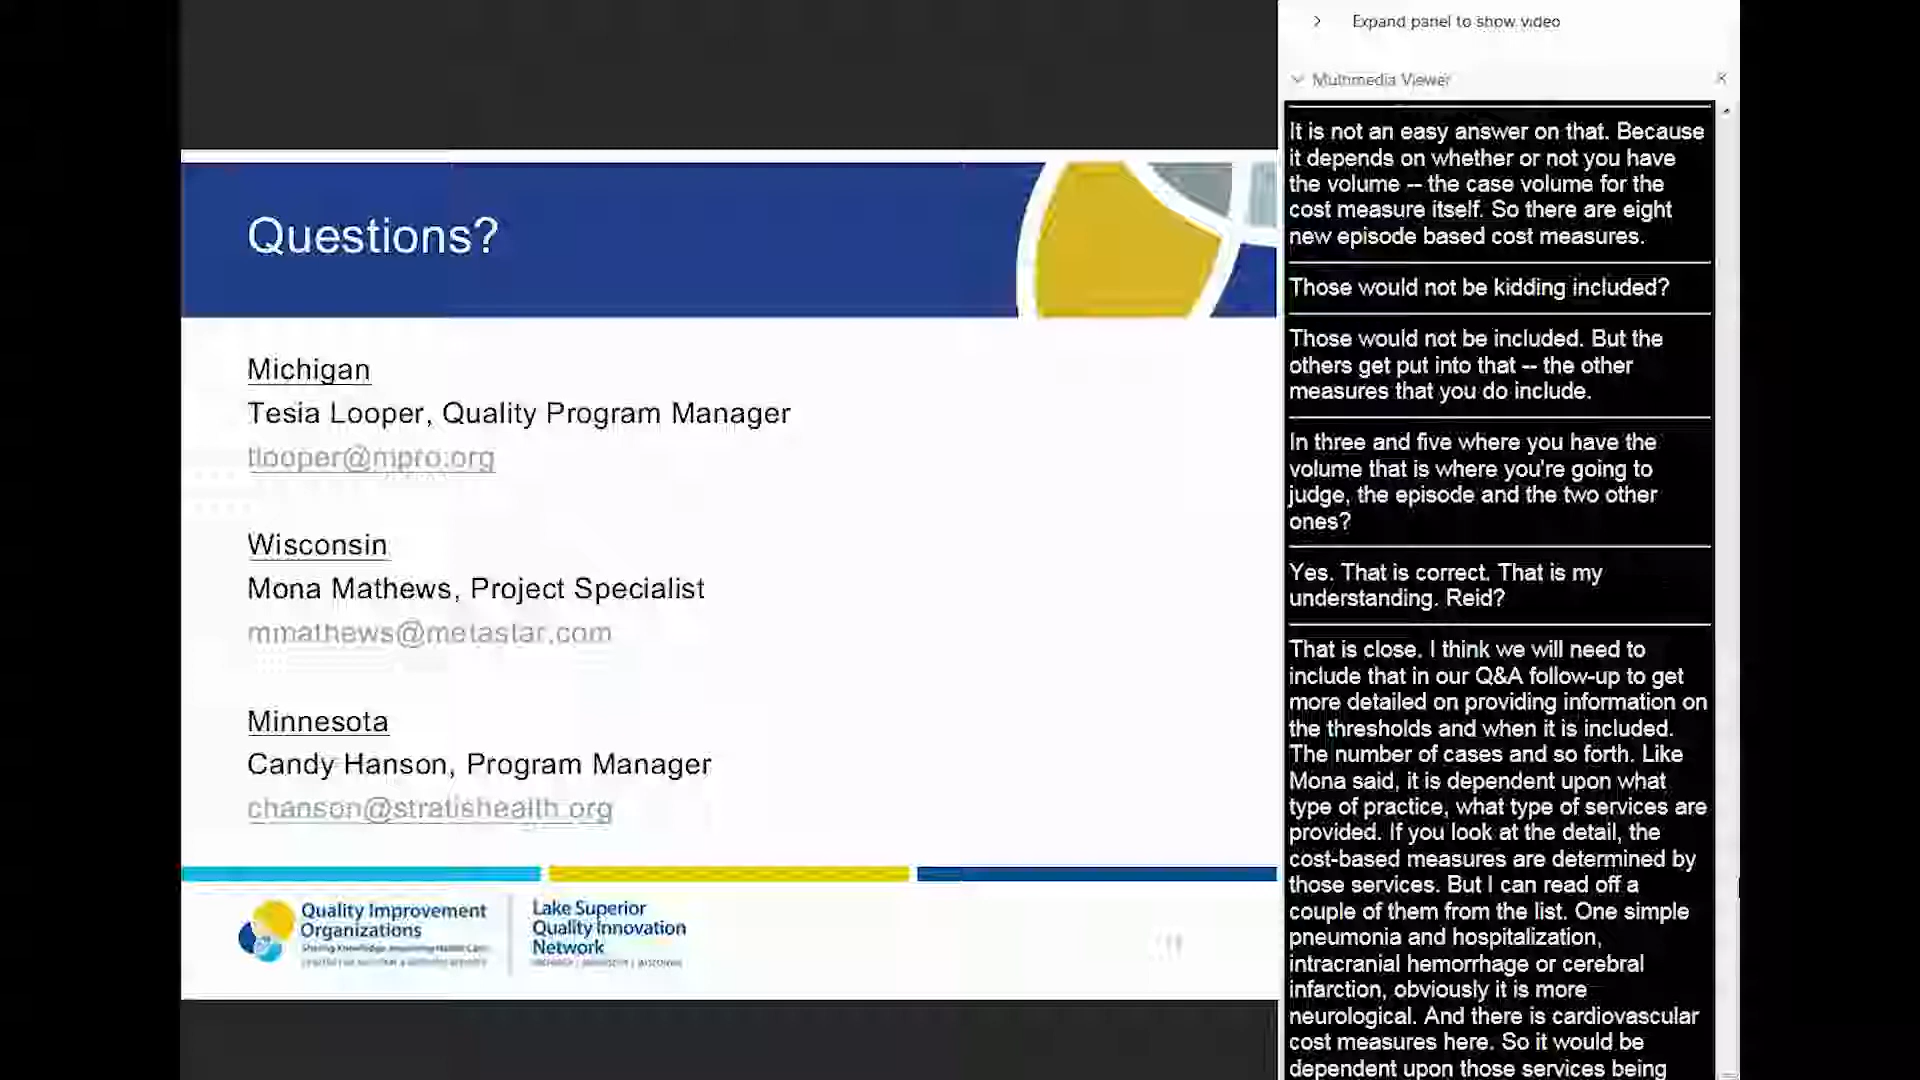 Expand panel to show video
Multimedia Viewer
Questions?
Michigan
Tesia Looper, Quality Program Manager
tlooper@mpro.org
Wisconsin
Mona Mathews, Project Specialist
mmathews@metastar.com
Minnesota
Candy Hanson, Program Manager
chanson@stratishealth.org
Quality Improvement
Organizations
Lake Superior
Quality Innovation
Network
It is not an easy answer on that. Because
it depends on whether or not you have
the volume -- the case volume for the
cost measure itself. So there are eight
new episode based cost measures.
Those would not be kidding included?
Those would not be included. But the
others get put into that -- the other
measures that you do include.
In three and five where you have the
volume that is where you're going to
judge, the episode and the two other
ones?
Yes. That is correct. That is my
understanding. Reid?
That is close. I think we will need to
include that in our Q&A follow-up to get
more detailed on providing information on
the thresholds and when it is included.
The number of cases and so forth. Like
Mona said, it is dependent upon what
type of practice, what type of services are
provided. If you look at the detail, the
cost-based measures are determined by
those services. But I can read off a
couple of them from the list. One simple
pneumonia and hospitalization,
intracranial hemorrhage or cerebral
infarction, obviously it is more
neurological. And there is cardiovascular
cost measures here. So it would be
dependent upon those services being